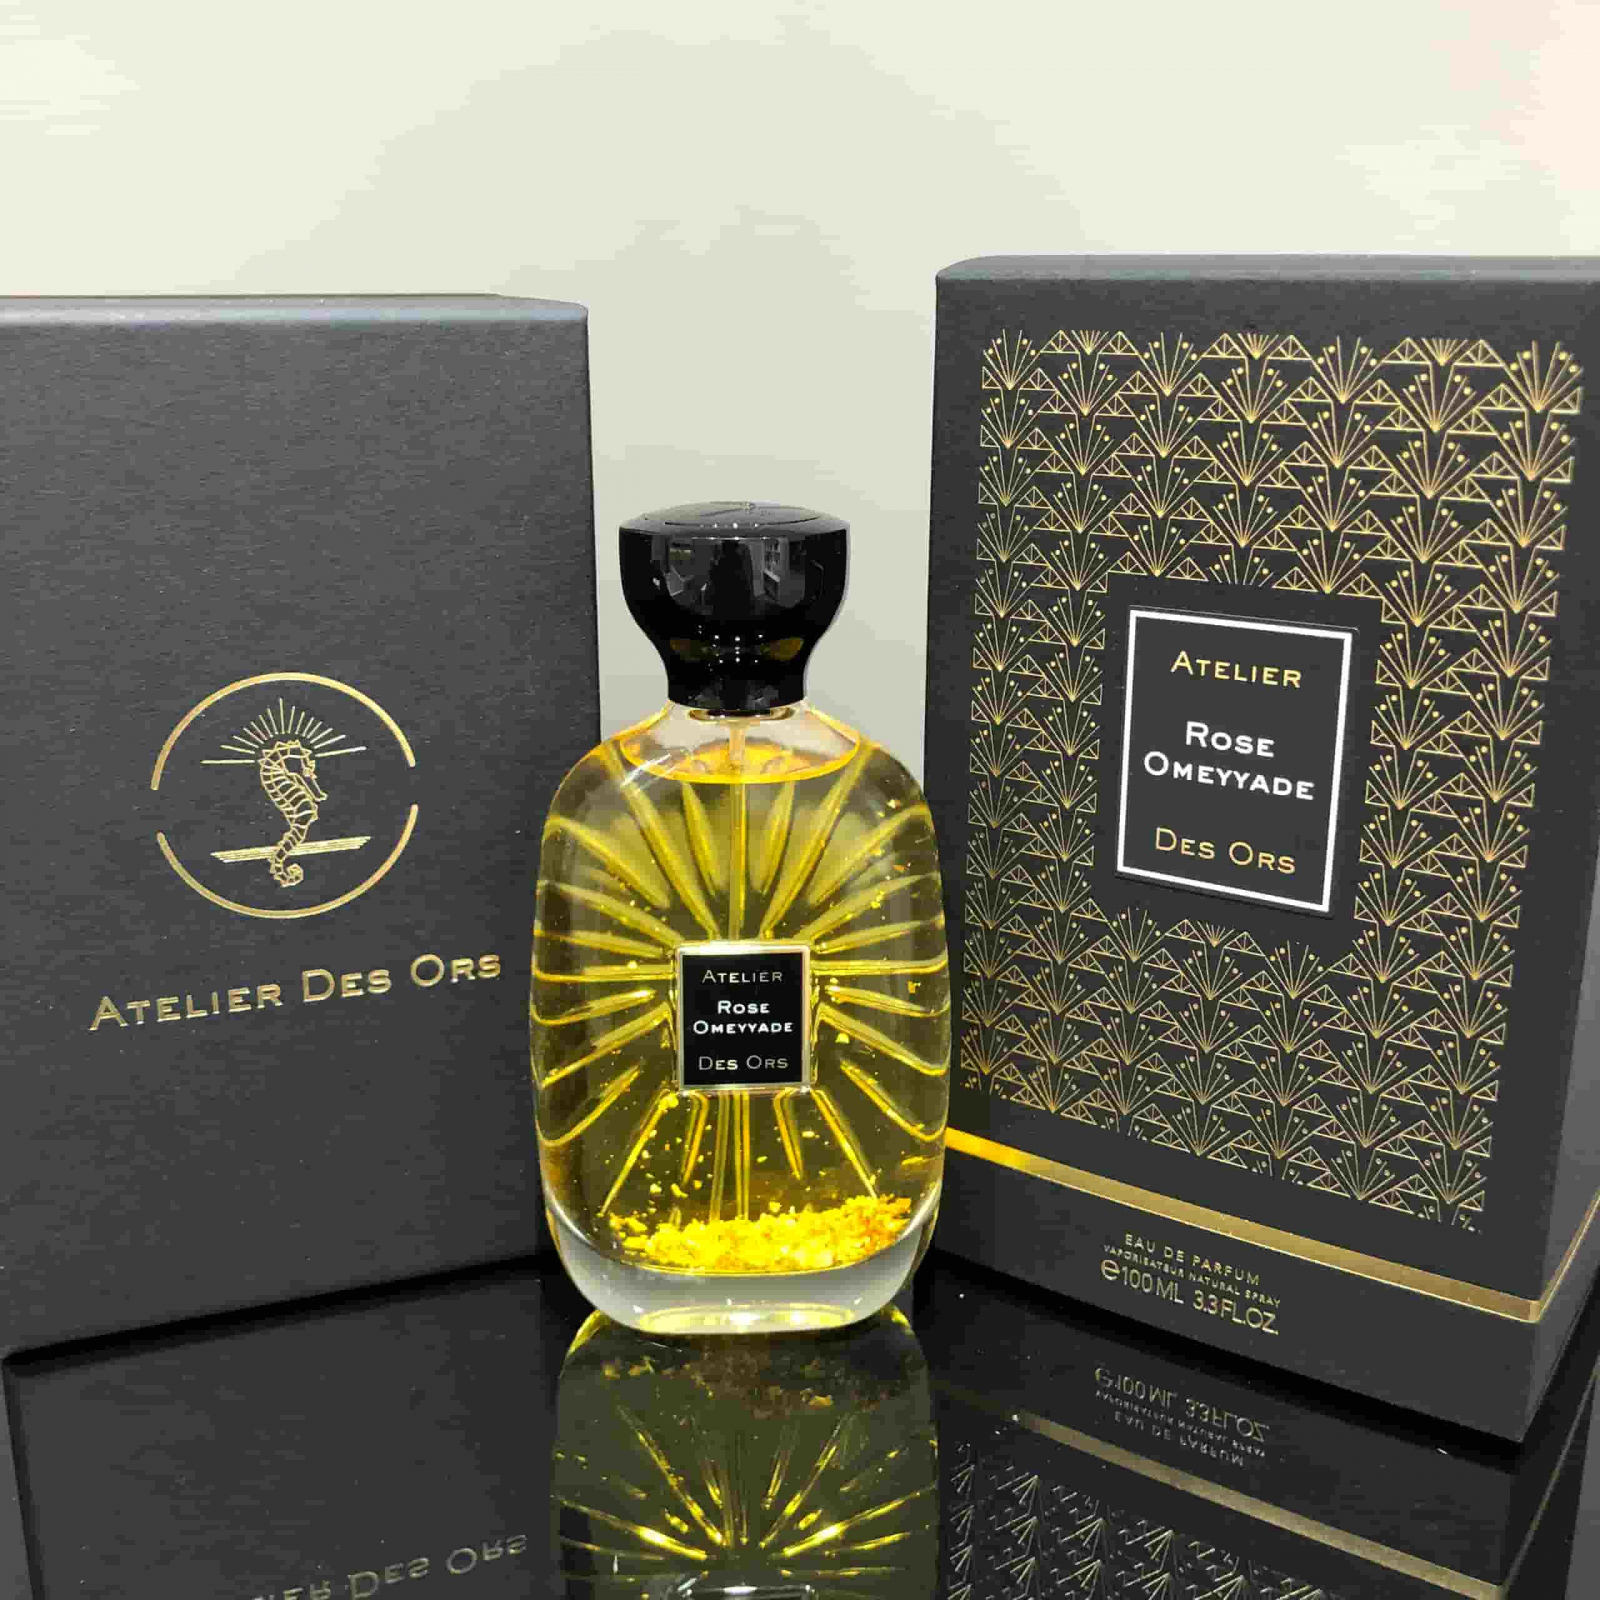 ATELIER DES ORS
ATELIER
ROSE
OMEYYADE
DES ORS
ATELIER
ROSE
OMEYYADE
DES ORS
EAU DE PARFUM
VAPORISATEUR NATURAL SPRAY
℮100 ML 3.3 FL.OZ.